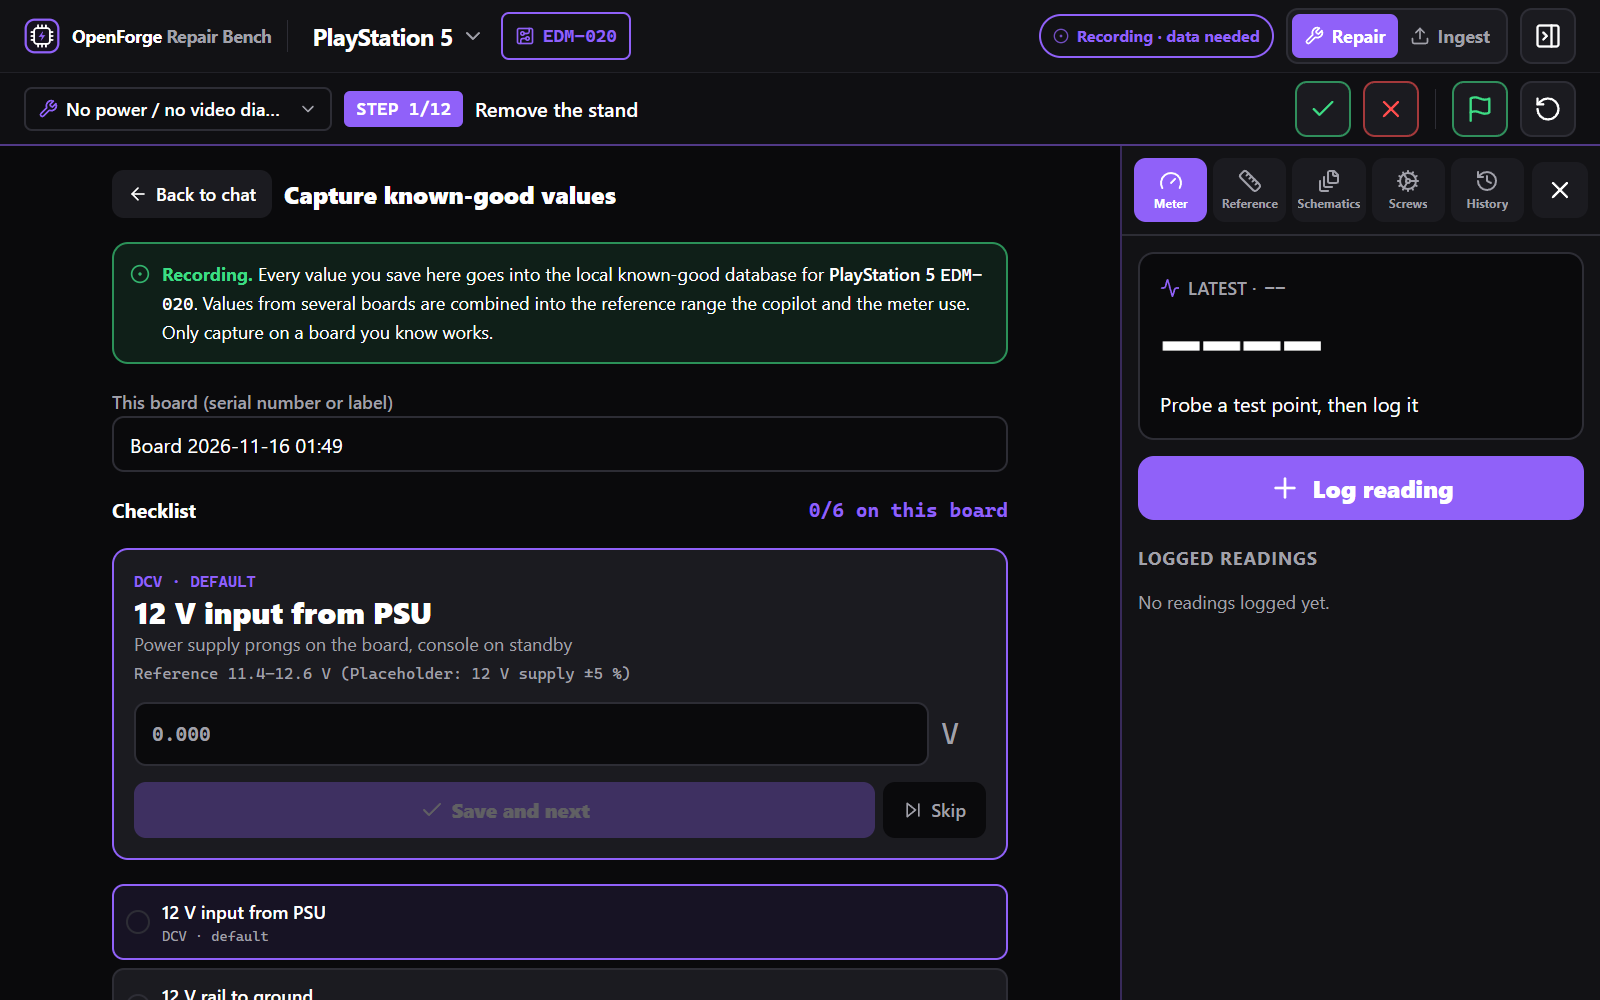 OpenForge Repair Bench
PlayStation 5
EDM-020
Recording · data needed
Repair
Ingest
No power / no video dia...
STEP 1/12
Remove the stand
Back to chat
Capture known-good values
Recording. Every value you save here goes into the local known-good database for PlayStation 5 EDM-
020. Values from several boards are combined into the reference range the copilot and the meter use.
Only capture on a board you know works.
This board (serial number or label)
Board 2026-11-16 01:49
Checklist
0/6 on this board
DCV · DEFAULT
12 V input from PSU
Power supply prongs on the board, console on standby
Reference 11.4–12.6 V (Placeholder: 12 V supply ±5 %)
0.000
V
Save and next
Skip
12 V input from PSU
DCV · default
12 V rail to ground
Meter
Reference
Schematics
Screws
History
LATEST · --
----
Probe a test point, then log it
Log reading
LOGGED READINGS
No readings logged yet.